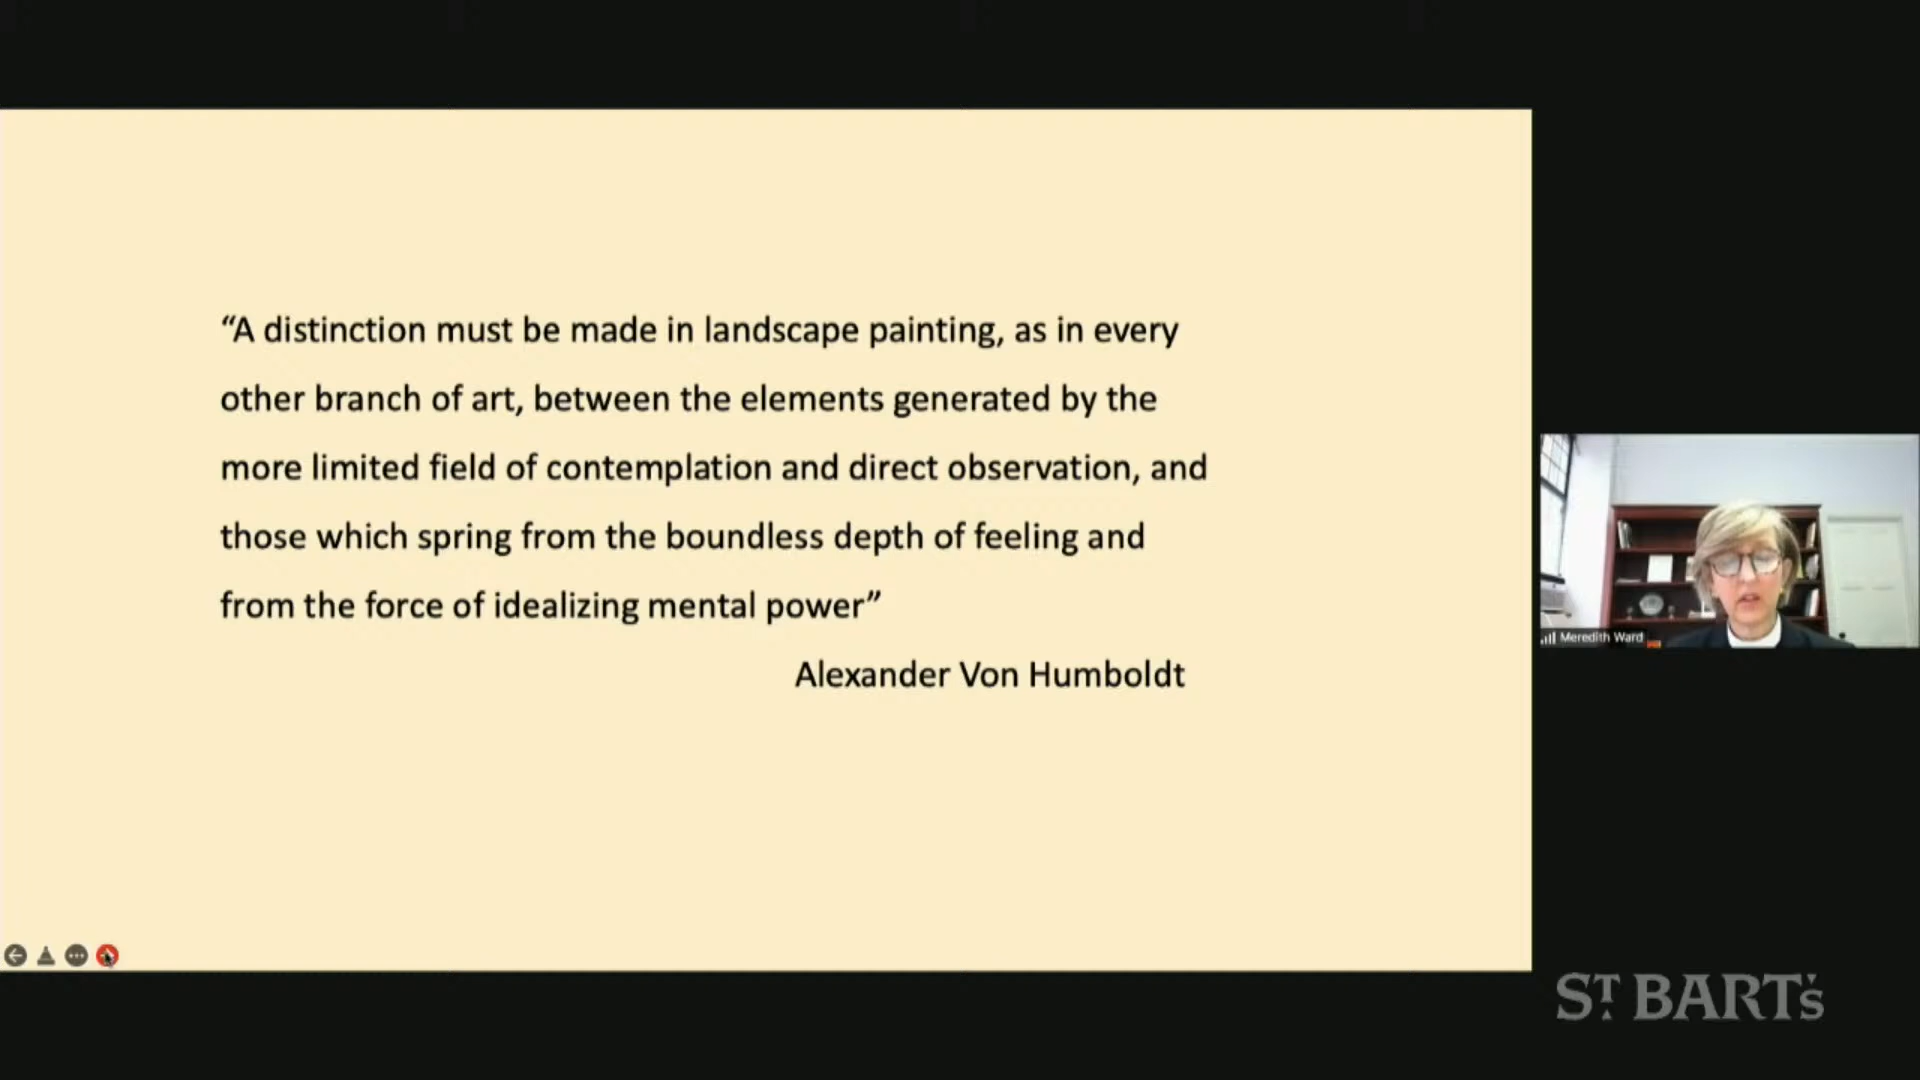 “A distinction must be made in landscape painting, as in every
other branch of art, between the elements generated by the
more limited field of contemplation and direct observation, and
those which spring from the boundless depth of feeling and
from the force of idealizing mental power”
Alexander Von Humboldt
Meredith Ward
ST. BART's